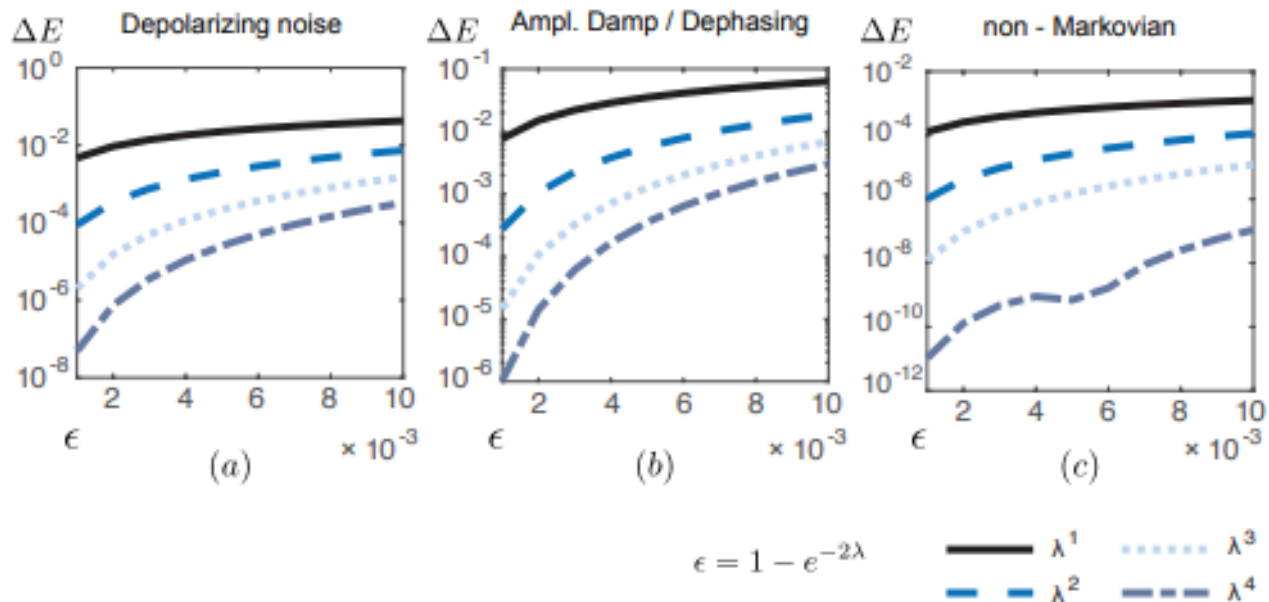 ΔE Depolarizing noise
10^0
10^-2
10^-4
10^-6
10^-8
2 4 6 8 10
ϵ × 10^-3
(a)
ΔE Ampl. Damp / Dephasing
10^-1
10^-2
10^-3
10^-4
10^-5
10^-6
2 4 6 8 10
ϵ × 10^-3
(b)
ΔE non - Markovian
10^-2
10^-4
10^-6
10^-8
10^-10
10^-12
2 4 6 8 10
ϵ × 10^-3
(c)
ϵ = 1 − e^{−2λ}
λ^1 λ^3
λ^2 λ^4